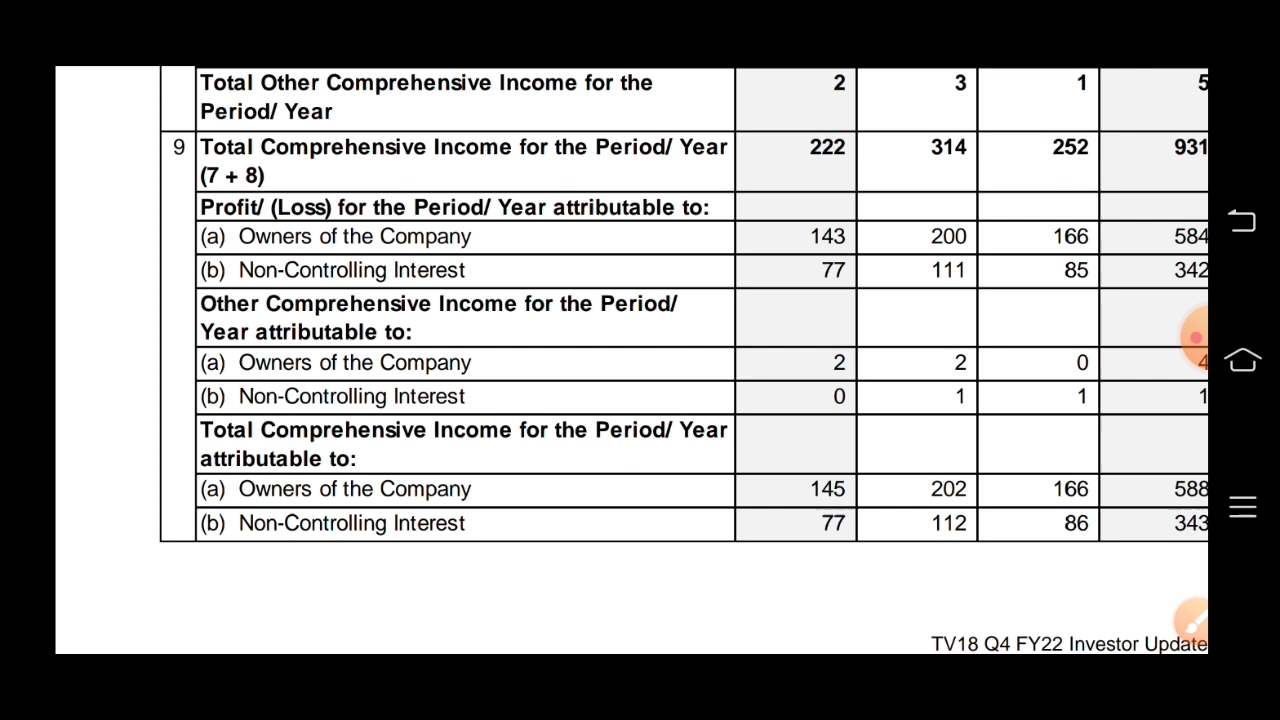 Total Other Comprehensive Income for the 2 3 1 5
Period/ Year
9 Total Comprehensive Income for the Period/ Year 222 314 252 931
(7 + 8)
Profit/ (Loss) for the Period/ Year attributable to:
(a) Owners of the Company 143 200 166 584
(b) Non-Controlling Interest 77 111 85 342
Other Comprehensive Income for the Period/
Year attributable to:
(a) Owners of the Company 2 2 0 4
(b) Non-Controlling Interest 0 1 1 1
Total Comprehensive Income for the Period/ Year
attributable to:
(a) Owners of the Company 145 202 166 588
(b) Non-Controlling Interest 77 112 86 343
TV18 Q4 FY22 Investor Update